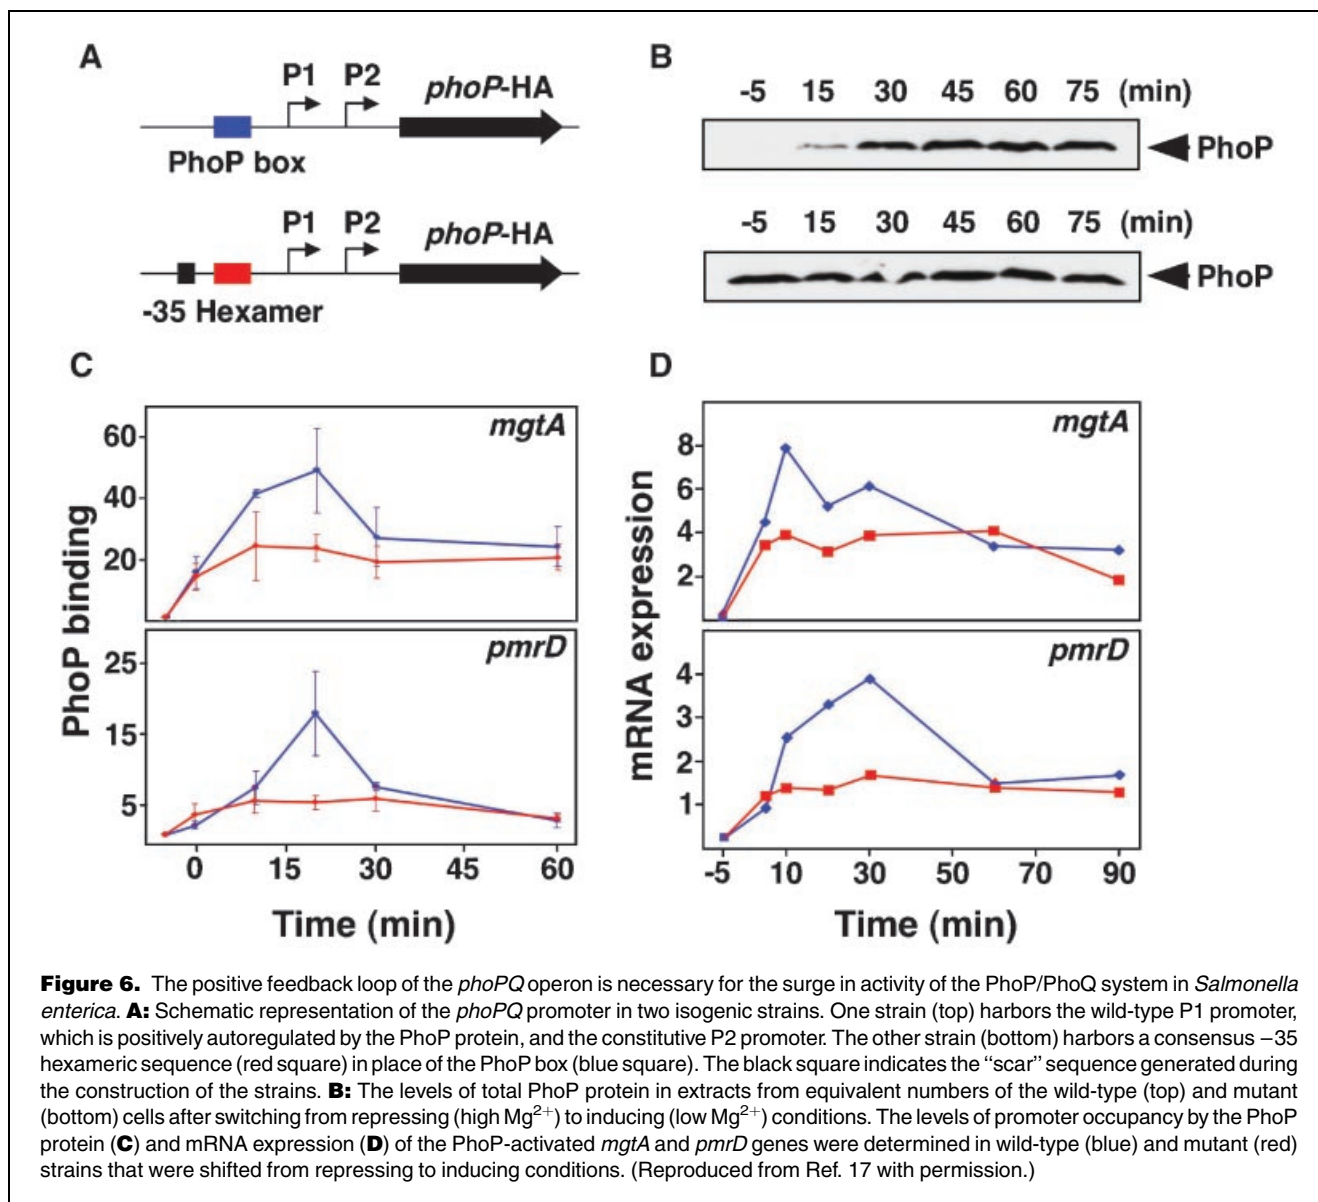 A
P1 P2
phoP-HA
PhoP box
P1 P2
phoP-HA
-35 Hexamer
B
-5 15 30 45 60 75 (min)
PhoP
-5 15 30 45 60 75 (min)
PhoP
C
mgtA
60
40
20
PhoP binding
pmrD
25
15
5
0 15 30 45 60
Time (min)
D
mgtA
8
6
4
2
mRNA expression
pmrD
4
3
2
1
-5 10 30 50 70 90
Time (min)
Figure 6. The positive feedback loop of the phoPQ operon is necessary for the surge in activity of the PhoP/PhoQ system in Salmonella
enterica. A: Schematic representation of the phoPQ promoter in two isogenic strains. One strain (top) harbors the wild-type P1 promoter,
which is positively autoregulated by the PhoP protein, and the constitutive P2 promoter. The other strain (bottom) harbors a consensus −35
hexameric sequence (red square) in place of the PhoP box (blue square). The black square indicates the “scar” sequence generated during
the construction of the strains. B: The levels of total PhoP protein in extracts from equivalent numbers of the wild-type (top) and mutant
(bottom) cells after switching from repressing (high Mg2+) to inducing (low Mg2+) conditions. The levels of promoter occupancy by the PhoP
protein (C) and mRNA expression (D) of the PhoP-activated mgtA and pmrD genes were determined in wild-type (blue) and mutant (red)
strains that were shifted from repressing to inducing conditions. (Reproduced from Ref. 17 with permission.)